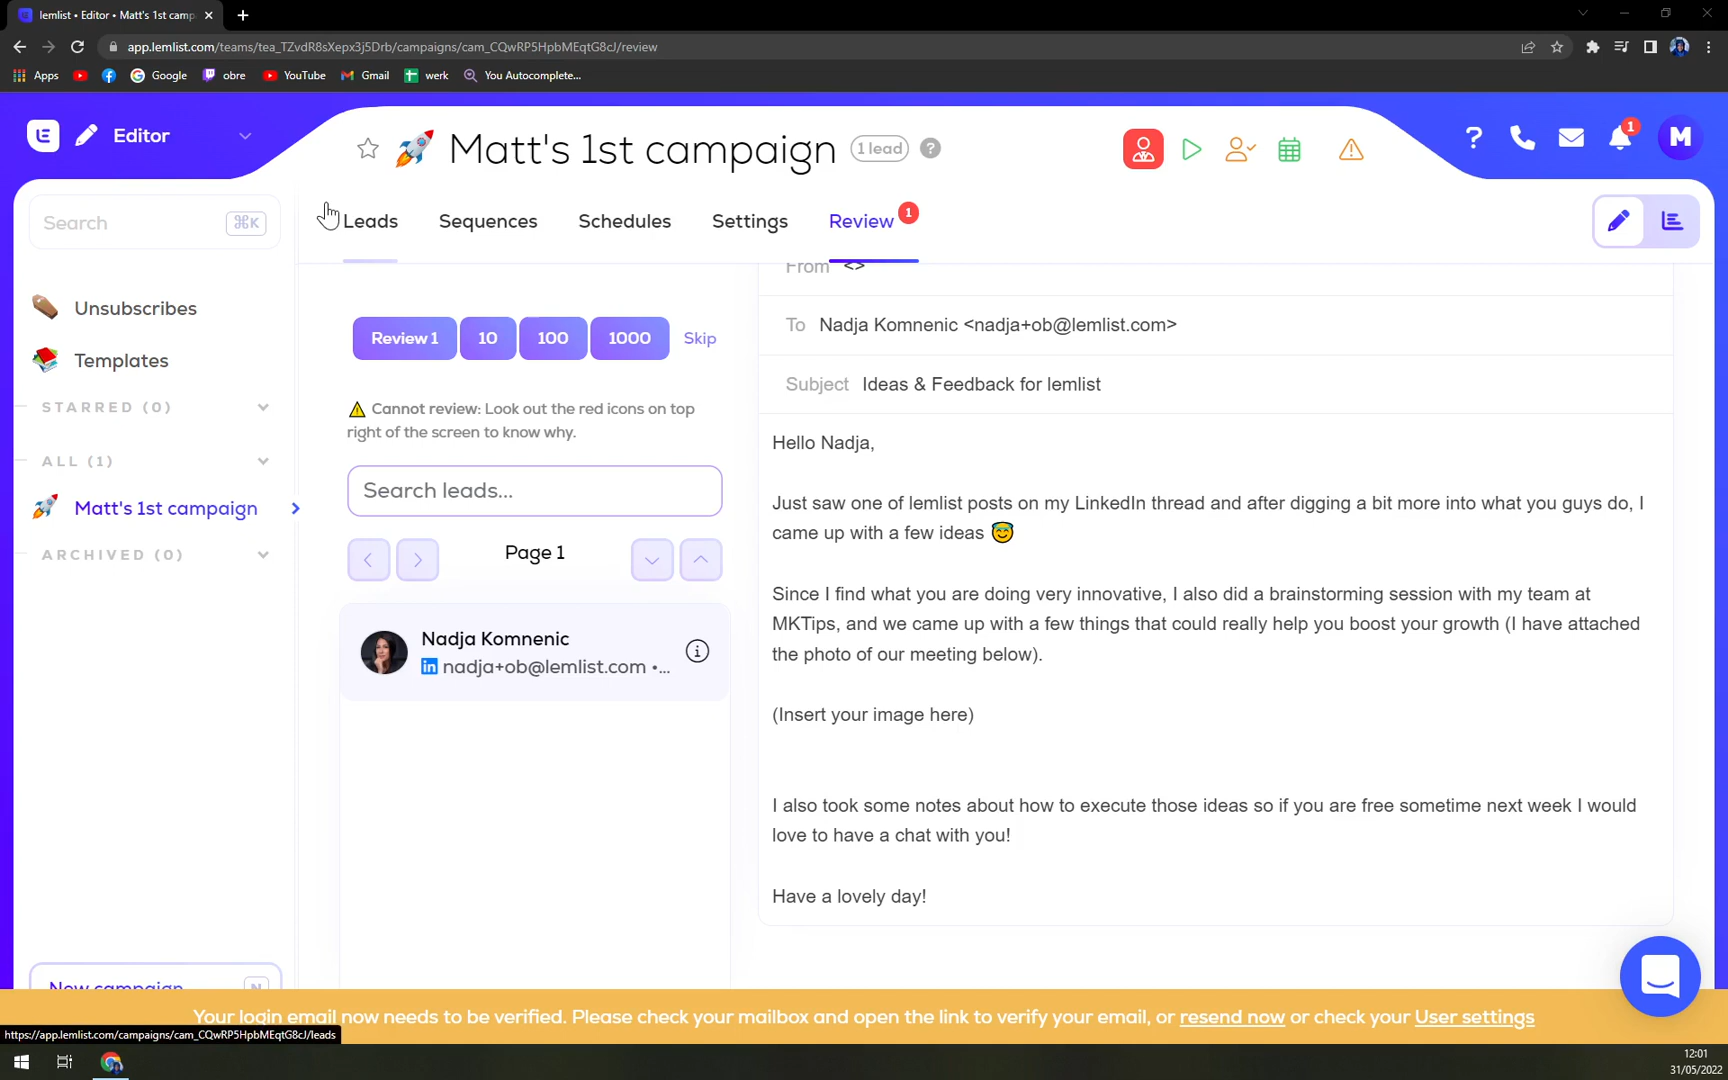 lemlist • Editor • Matt's 1st camp
app.lemlist.com/teams/tea_TZvdR8sXepx3j5Drb/campaigns/cam_CQwRP5HpbMEqtG8cJ/review
Apps
Google
obre
YouTube
Gmail
werk
You Autocomplete...
Editor
Matt's 1st campaign
1 lead
?
?
1
M
Search
⌘K
Leads
Sequences
Schedules
Settings
Review
1
Unsubscribes
Templates
STARRED (0)
ALL (1)
Matt's 1st campaign
ARCHIVED (0)
New campaign
N
Review 1
10
100
1000
Skip
Cannot review: Look out the red icons on top
right of the screen to know why.
Search leads...
Page 1
Nadja Komnenic
in nadja+ob@lemlist.com •...
From <>
To Nadja Komnenic <nadja+ob@lemlist.com>
Subject Ideas & Feedback for lemlist
Hello Nadja,
Just saw one of lemlist posts on my LinkedIn thread and after digging a bit more into what you guys do, I
came up with a few ideas 😇
Since I find what you are doing very innovative, I also did a brainstorming session with my team at
MKTips, and we came up with a few things that could really help you boost your growth (I have attached
the photo of our meeting below).
(Insert your image here)
I also took some notes about how to execute those ideas so if you are free sometime next week I would
love to have a chat with you!
Have a lovely day!
Your login email now needs to be verified. Please check your mailbox and open the link to verify your email, or resend now or check your User settings
https://app.lemlist.com/campaigns/cam_CQwRP5HpbMEqtG8cJ/leads
12:01
31/05/2022